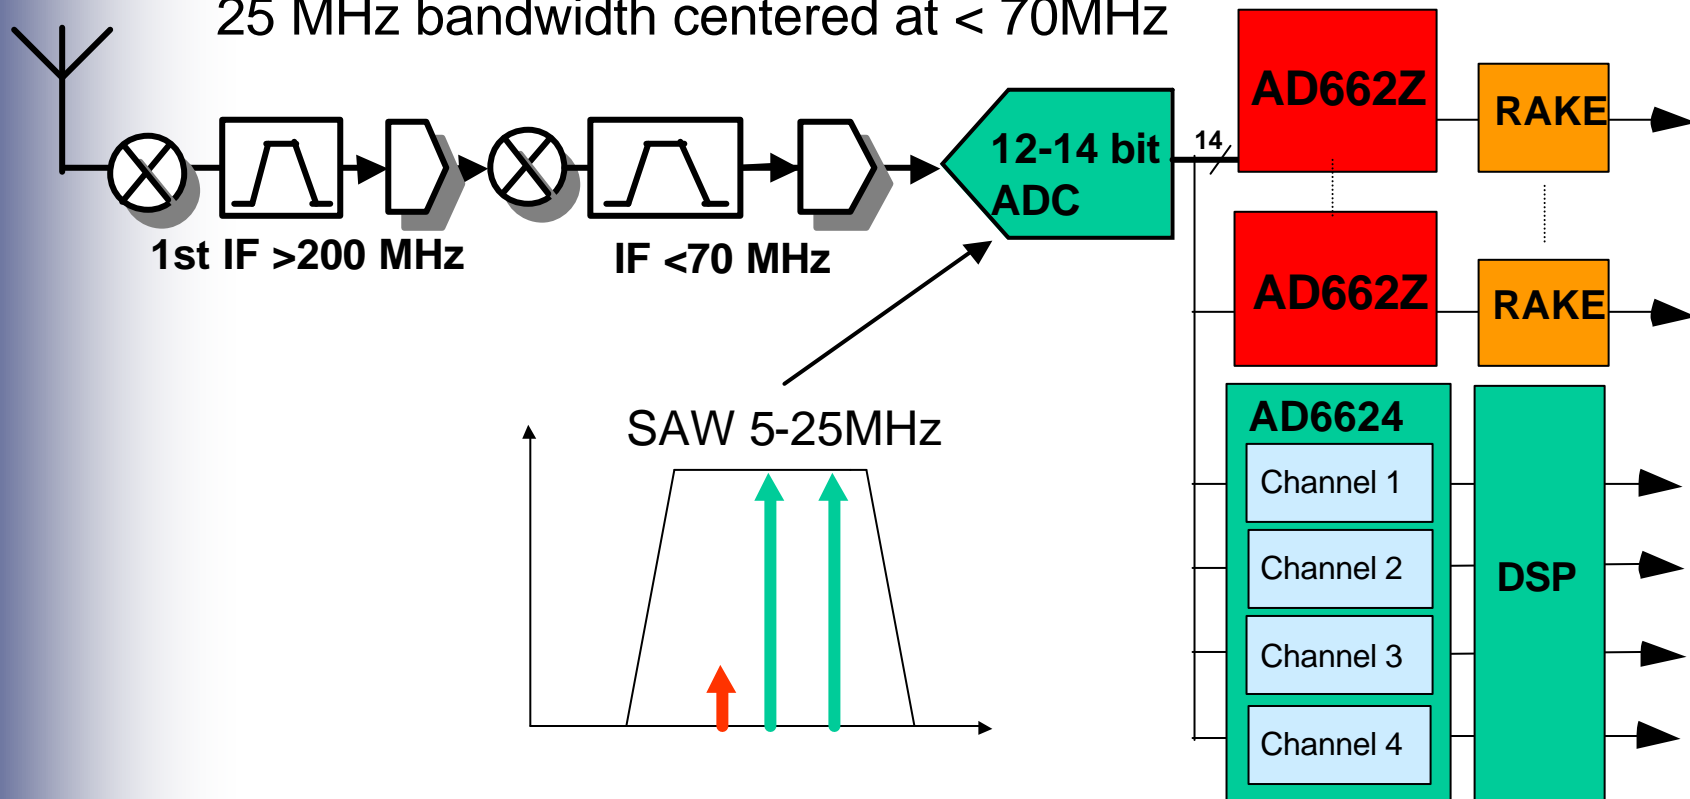 25 MHz bandwidth centered at < 70MHz
AD662Z
RAKE
14
12-14 bit
ADC
1st IF >200 MHz
IF <70 MHz
AD662Z
RAKE
SAW 5-25MHz
AD6624
Channel 1
Channel 2
Channel 3
Channel 4
DSP